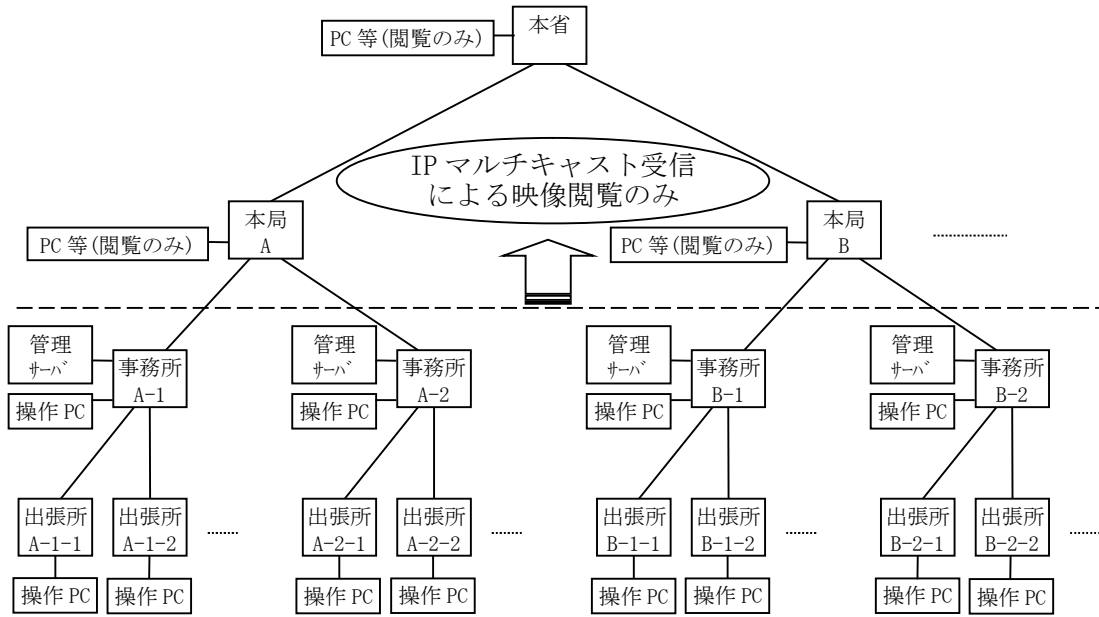 本省
PC 等(閲覧のみ)
IP マルチキャスト受信
による映像閲覧のみ
本局
A
PC 等(閲覧のみ)
本局
B
PC 等(閲覧のみ)
………………
管理
ｻｰﾊﾞ
事務所
A-1
操作 PC
管理
ｻｰﾊﾞ
事務所
A-2
操作 PC
管理
ｻｰﾊﾞ
事務所
B-1
操作 PC
管理
ｻｰﾊﾞ
事務所
B-2
操作 PC
出張所
A-1-1
出張所
A-1-2
………
出張所
A-2-1
出張所
A-2-2
………
出張所
B-1-1
出張所
B-1-2
………
出張所
B-2-1
出張所
B-2-2
………
操作 PC
操作 PC
操作 PC
操作 PC
操作 PC
操作 PC
操作 PC
操作 PC